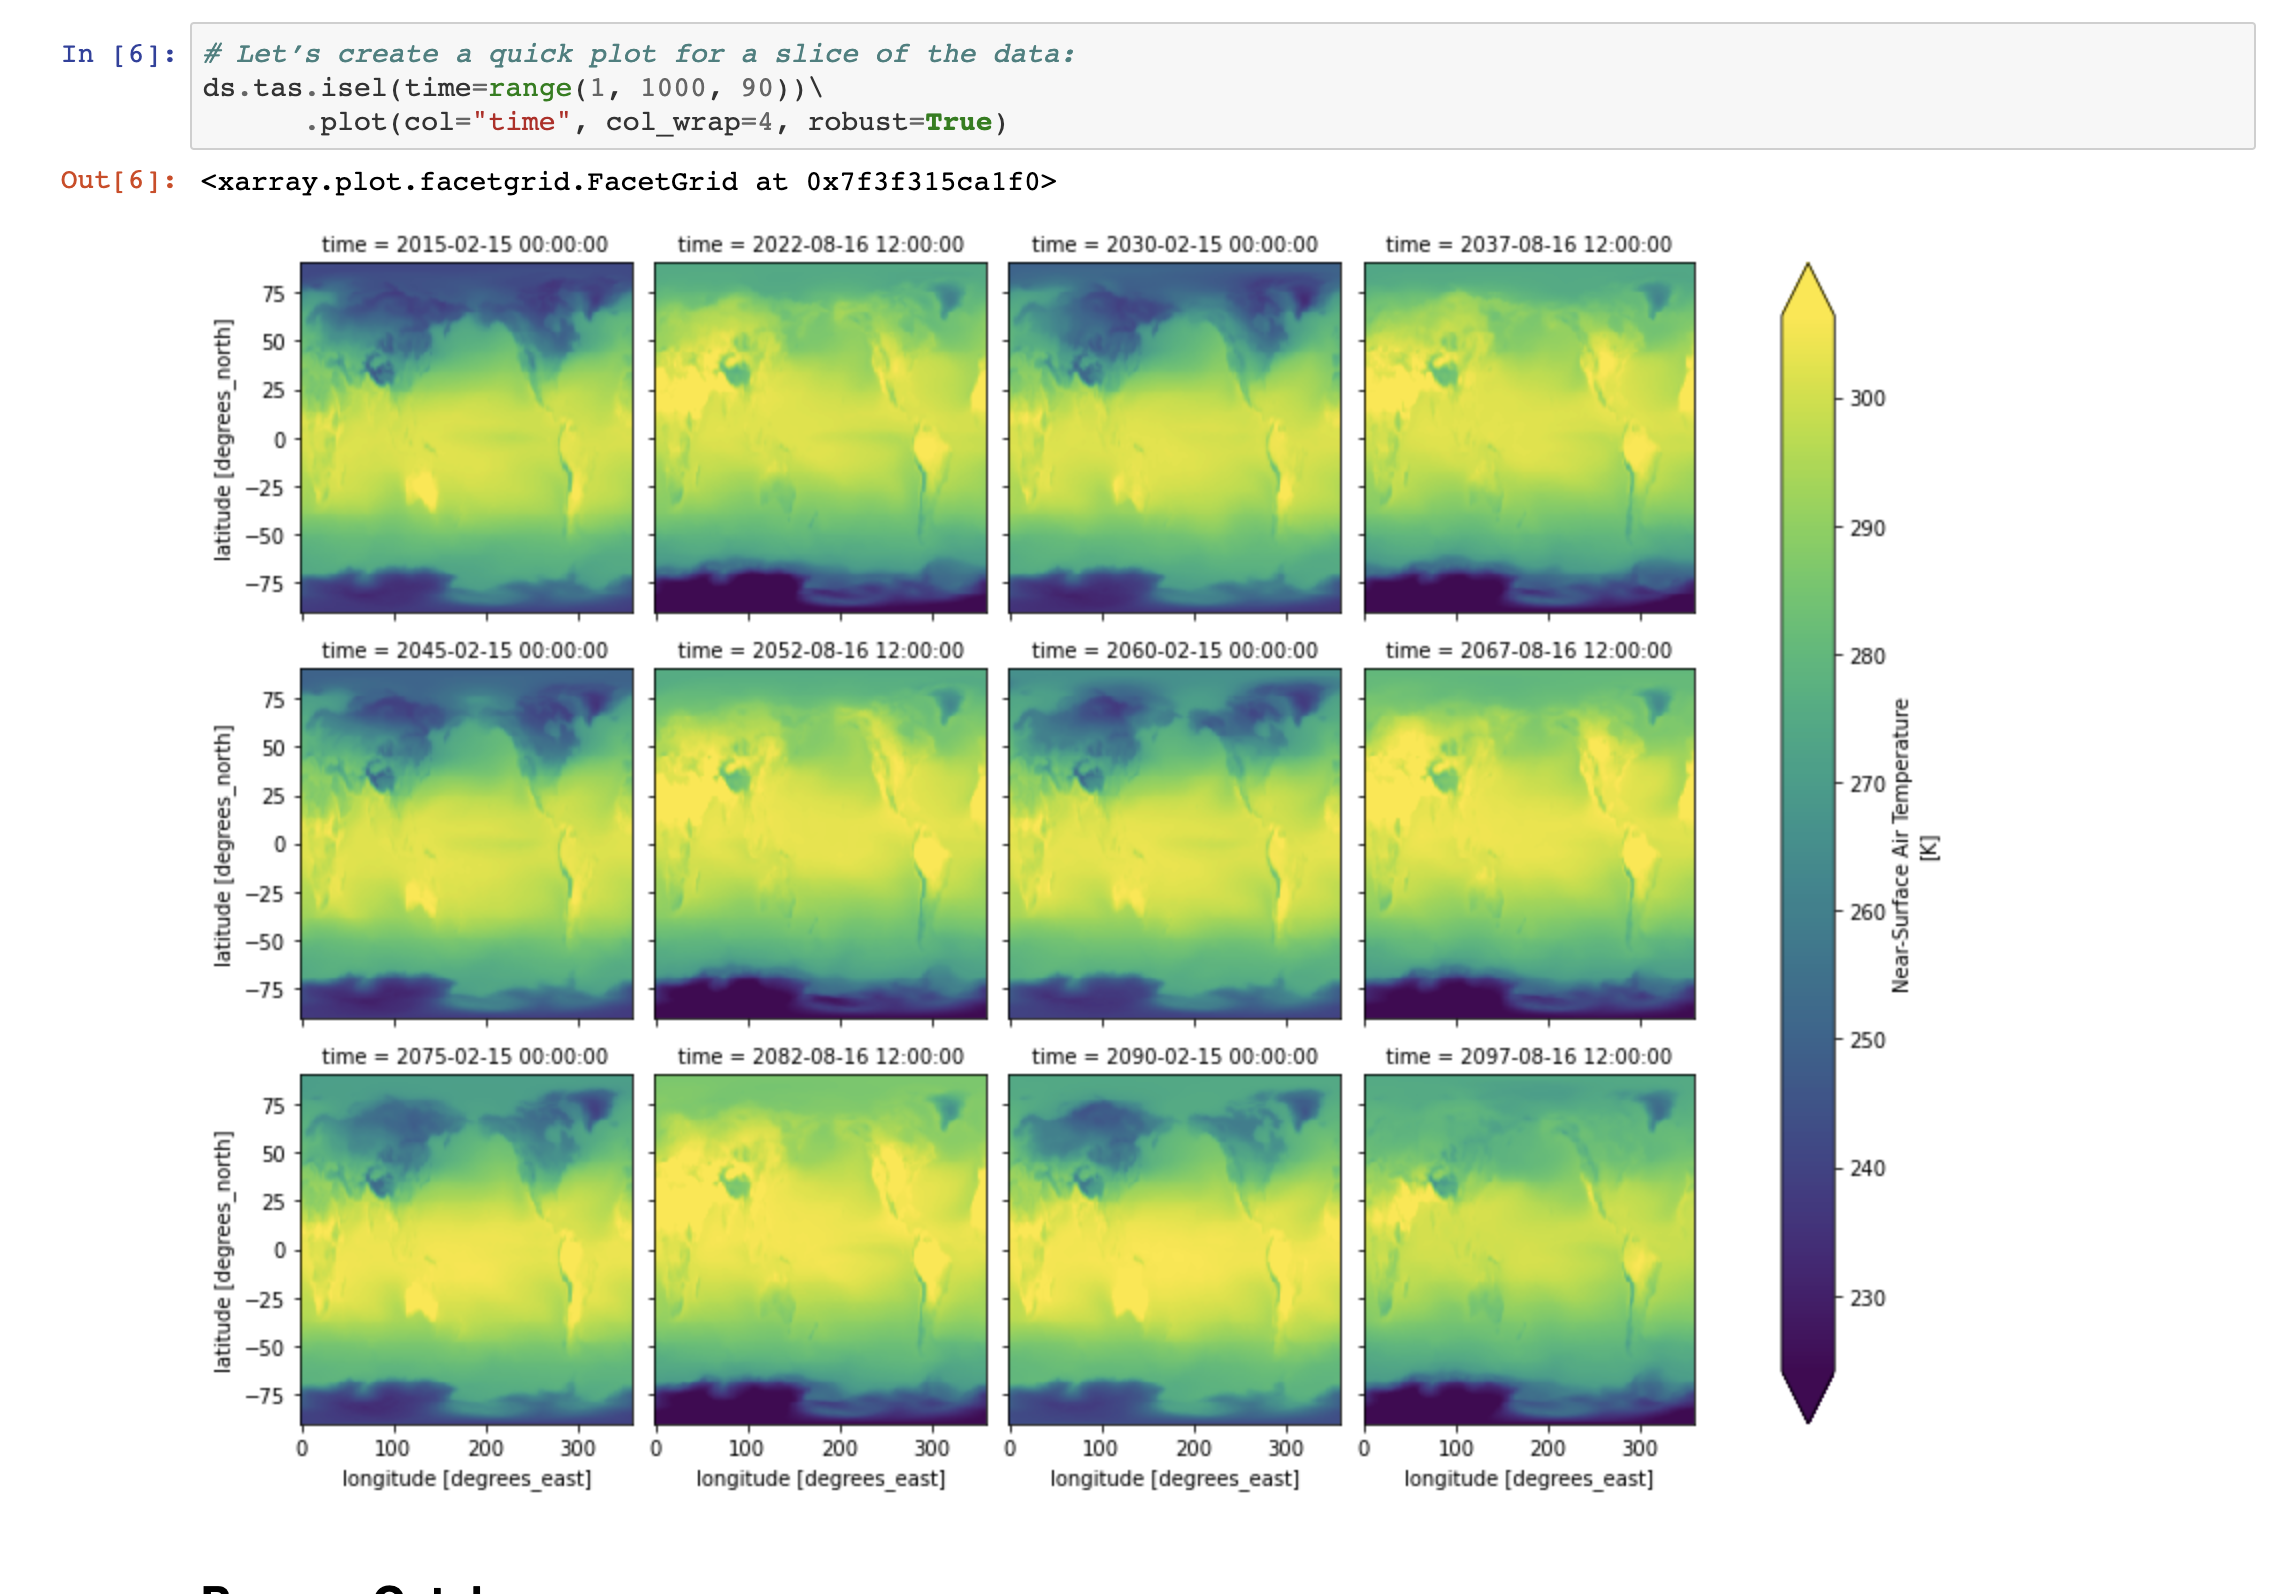 In [6]:
# Let’s create a quick plot for a slice of the data:
ds.tas.isel(time=range(1, 1000, 90))\
.plot(col="time", col_wrap=4, robust=True)
Out[6]:
<xarray.plot.facetgrid.FacetGrid at 0x7f3f315ca1f0>
time = 2015-02-15 00:00:00
time = 2022-08-16 12:00:00
time = 2030-02-15 00:00:00
time = 2037-08-16 12:00:00
latitude [degrees_north]
75
50
25
0
−25
−50
−75
time = 2045-02-15 00:00:00
time = 2052-08-16 12:00:00
time = 2060-02-15 00:00:00
time = 2067-08-16 12:00:00
latitude [degrees_north]
75
50
25
0
−25
−50
−75
time = 2075-02-15 00:00:00
time = 2082-08-16 12:00:00
time = 2090-02-15 00:00:00
time = 2097-08-16 12:00:00
latitude [degrees_north]
75
50
25
0
−25
−50
−75
0 100 200 300
0 100 200 300
0 100 200 300
0 100 200 300
longitude [degrees_east]
longitude [degrees_east]
longitude [degrees_east]
longitude [degrees_east]
300
290
280
270
260
250
240
230
Near-Surface Air Temperature
[K]